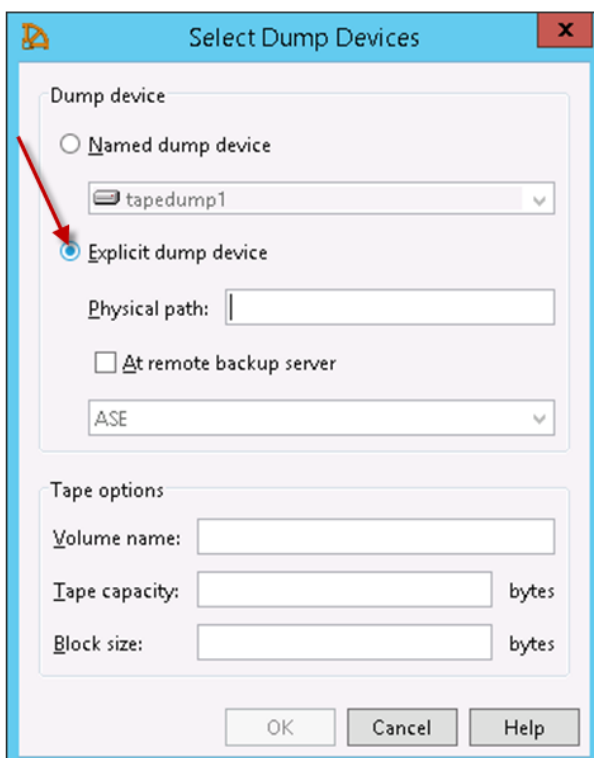 Select Dump Devices
x
Dump device
Named dump device
tapedump1
Explicit dump device
Physical path:
At remote backup server
ASE
Tape options
Volume name:
Tape capacity: bytes
Block size: bytes
OK Cancel Help